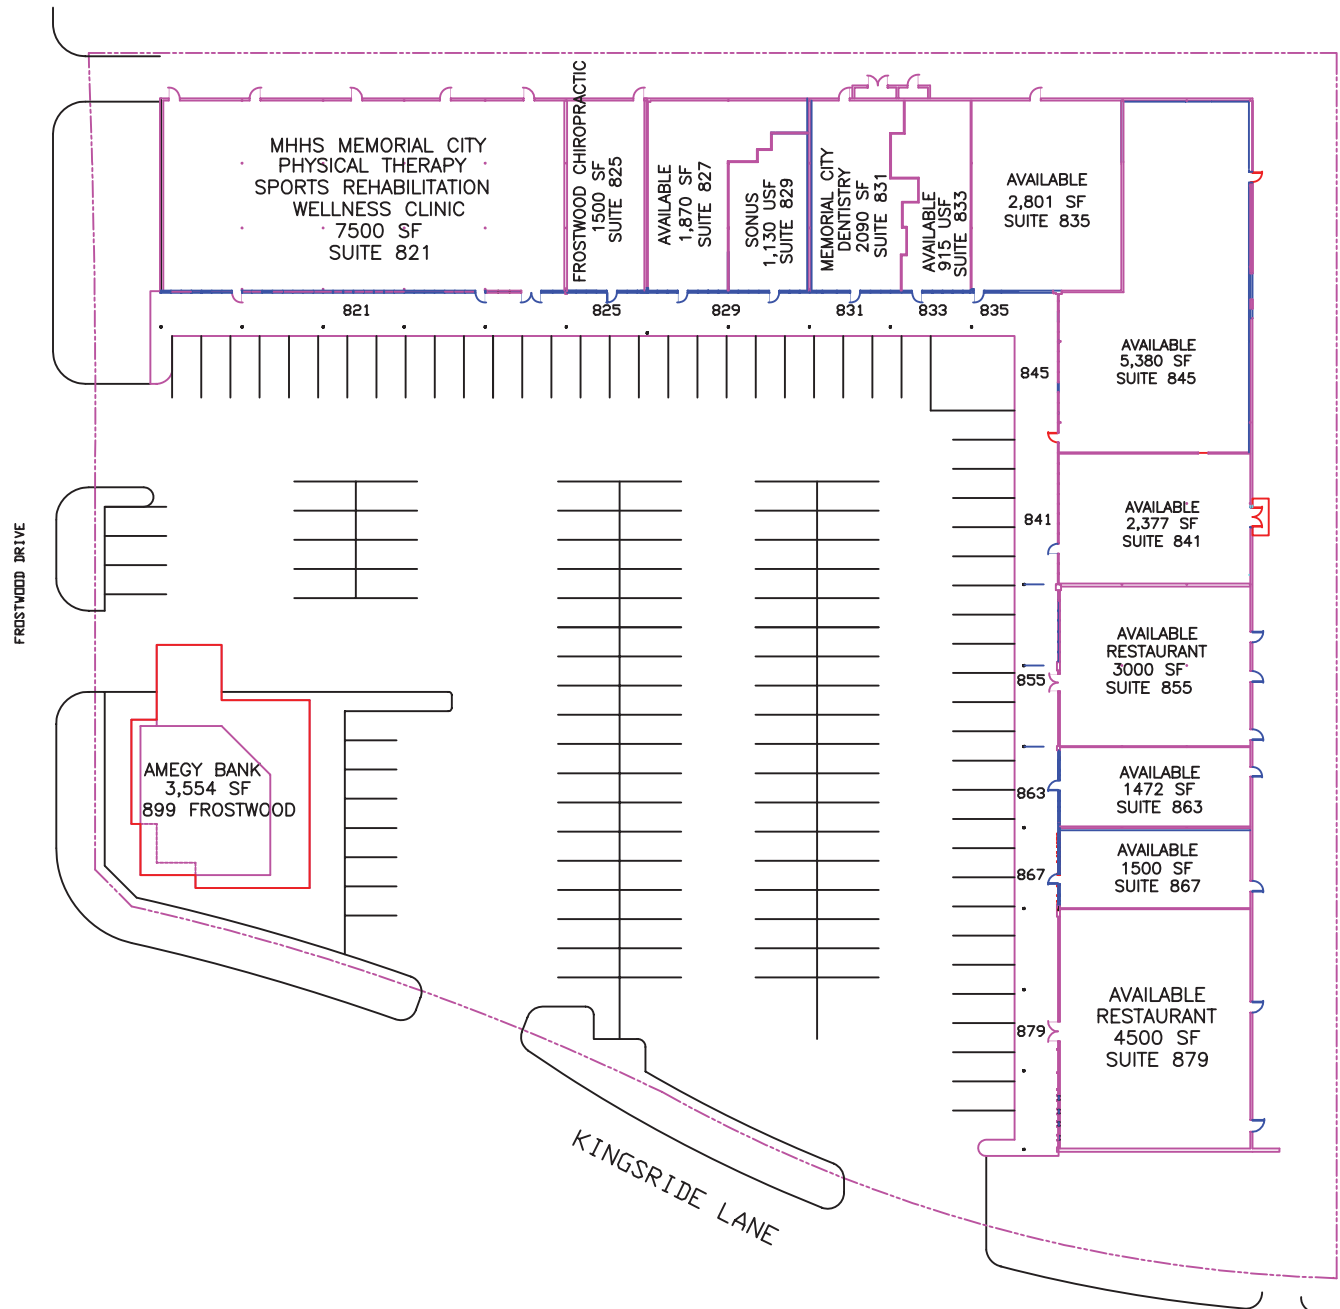 MHHS MEMORIAL CITY
PHYSICAL THERAPY
SPORTS REHABILITATION
WELLNESS CLINIC
7500 SF
SUITE 821
FROSTWOOD CHIROPRACTIC
1500 SF
SUITE 825
AVAILABLE
1,870 SF
SUITE 827
SONUS
1,130 USF
SUITE 829
MEMORIAL CITY
DENTISTRY
2090 SF
SUITE 831
AVAILABLE
915 USF
SUITE 833
AVAILABLE
2,801 SF
SUITE 835
821
825
829
831
833
835
845
AVAILABLE
5,380 SF
SUITE 845
841
AVAILABLE
2,377 SF
SUITE 841
FROSTWOOD DRIVE
855
AVAILABLE
RESTAURANT
3000 SF
SUITE 855
AMEGY BANK
3,554 SF
899 FROSTWOOD
863
AVAILABLE
1472 SF
SUITE 863
867
AVAILABLE
1500 SF
SUITE 867
879
AVAILABLE
RESTAURANT
4500 SF
SUITE 879
KINGSRIDE LANE